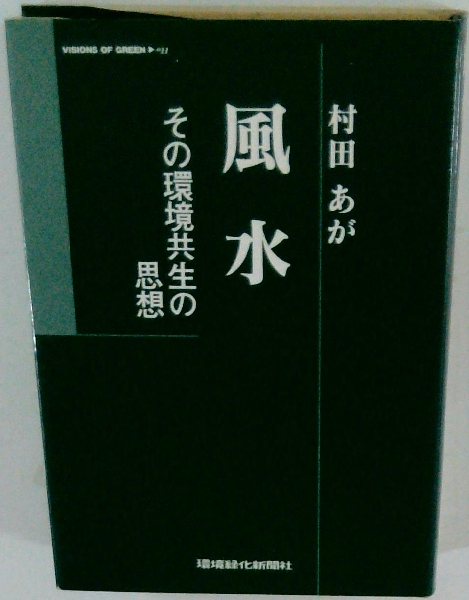 VISIONS OF GREEN ▶ #11
村田 あが
風水
その環境共生の
思想
環境緑化新聞社